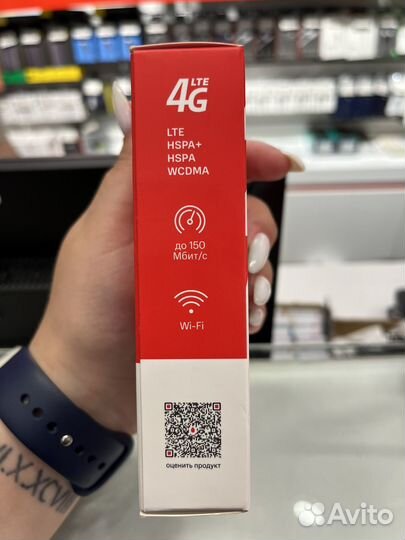 4G LTE
LTE
HSPA+
HSPA
WCDMA
до 150
Мбит/с
Wi-Fi
оценить продукт
Avito